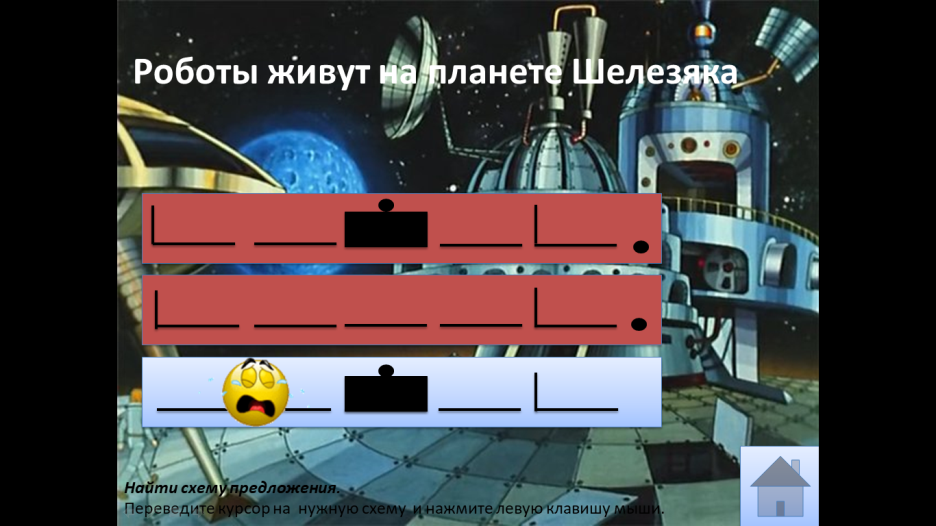 Роботы живут на планете Шелезяка
Найти схему предложения.
Переведите курсор на нужную схему и нажмите левую клавишу мыши.